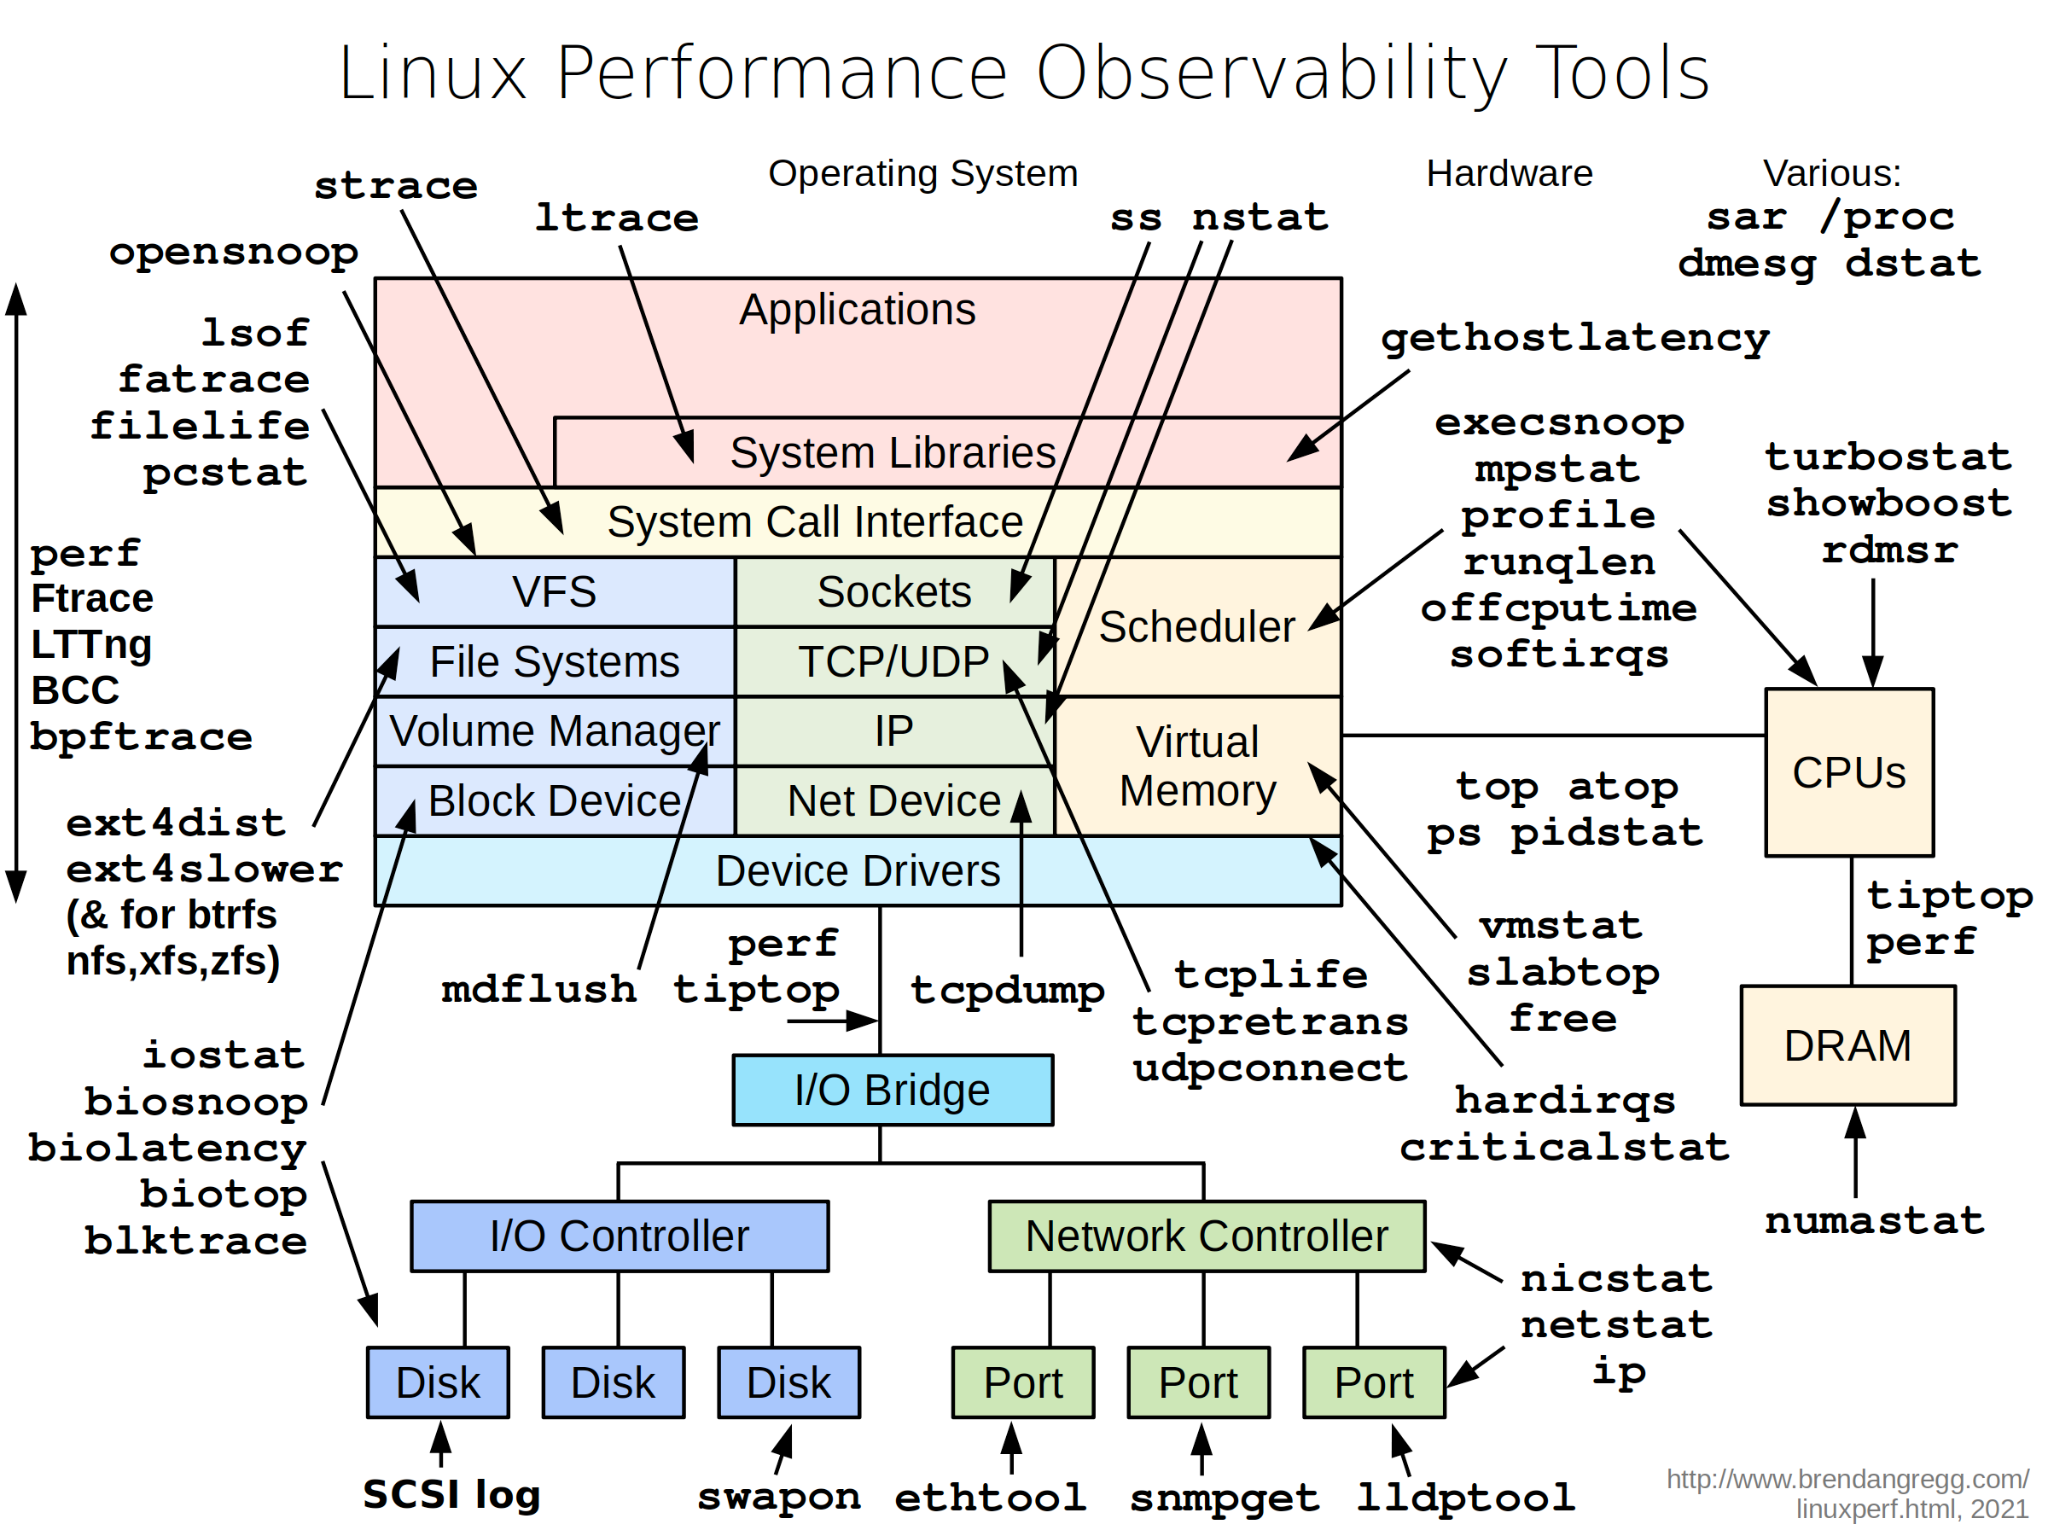 Linux Performance Observability Tools
Operating System
Hardware
Various:
sar /proc
dmesg dstat
strace
ltrace
ss nstat
opensnoop
lsof
fatrace
filelife
pcstat
perf
Ftrace
LTTng
BCC
bpftrace
ext4dist
ext4slower
(& for btrfs
nfs,xfs,zfs)
iostat
biosnoop
biolatency
biotop
blktrace
Applications
System Libraries
System Call Interface
VFS
Sockets
Scheduler
File Systems
TCP/UDP
Volume Manager
IP
Virtual
Memory
Block Device
Net Device
Device Drivers
gethostlatency
execsnoop
mpstat
profile
runqlen
offcputime
softirqs
turbostat
showboost
rdmsr
CPUs
top atop
ps pidstat
tiptop
perf
DRAM
numastat
vmstat
slabtop
free
hardirqs
criticalstat
mdflush
perf
tiptop
tcpdump
tcplife
tcpretrans
udpconnect
I/O Bridge
I/O Controller
Network Controller
nicstat
netstat
ip
Disk
Disk
Disk
Port
Port
Port
SCSI log
swapon
ethtool
snmpget
lldptool
http://www.brendangregg.com/
linuxperf.html, 2021